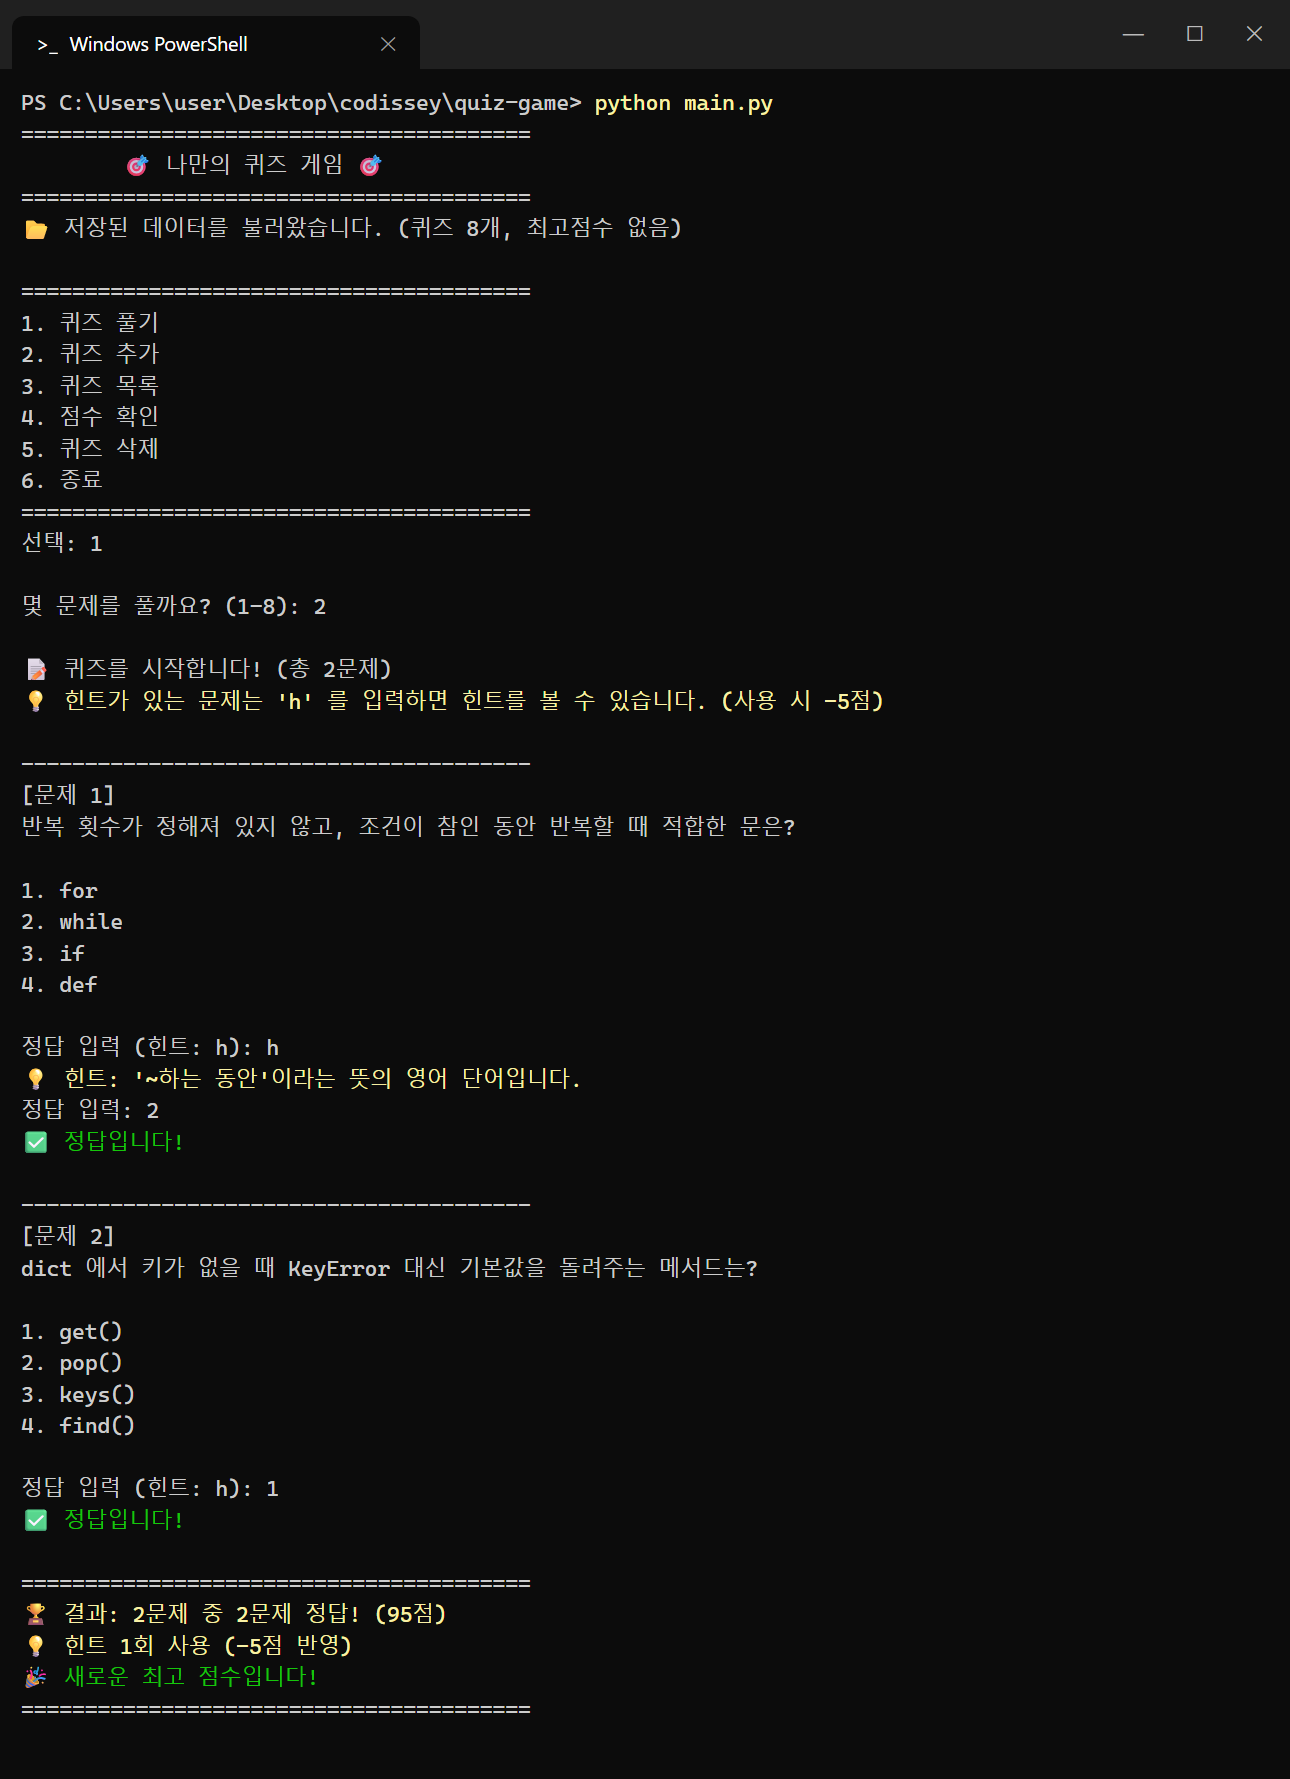 >_ Windows PowerShell
PS C:\Users\user\Desktop\codissey\quiz-game> python main.py
========================================
🎯 나만의 퀴즈 게임 🎯
========================================
📂 저장된 데이터를 불러왔습니다. (퀴즈 8개, 최고점수 없음)
========================================
1. 퀴즈 풀기
2. 퀴즈 추가
3. 퀴즈 목록
4. 점수 확인
5. 퀴즈 삭제
6. 종료
========================================
선택: 1
몇 문제를 풀까요? (1-8): 2
📝 퀴즈를 시작합니다! (총 2문제)
💡 힌트가 있는 문제는 'h' 를 입력하면 힌트를 볼 수 있습니다. (사용 시 -5점)
----------------------------------------
[문제 1]
반복 횟수가 정해져 있지 않고, 조건이 참인 동안 반복할 때 적합한 문은?
1. for
2. while
3. if
4. def
정답 입력 (힌트: h): h
💡 힌트: '~하는 동안'이라는 뜻의 영어 단어입니다.
정답 입력: 2
✅ 정답입니다!
----------------------------------------
[문제 2]
dict 에서 키가 없을 때 KeyError 대신 기본값을 돌려주는 메서드는?
1. get()
2. pop()
3. keys()
4. find()
정답 입력 (힌트: h): 1
✅ 정답입니다!
========================================
🏆 결과: 2문제 중 2문제 정답! (95점)
💡 힌트 1회 사용 (-5점 반영)
🎉 새로운 최고 점수입니다!
========================================